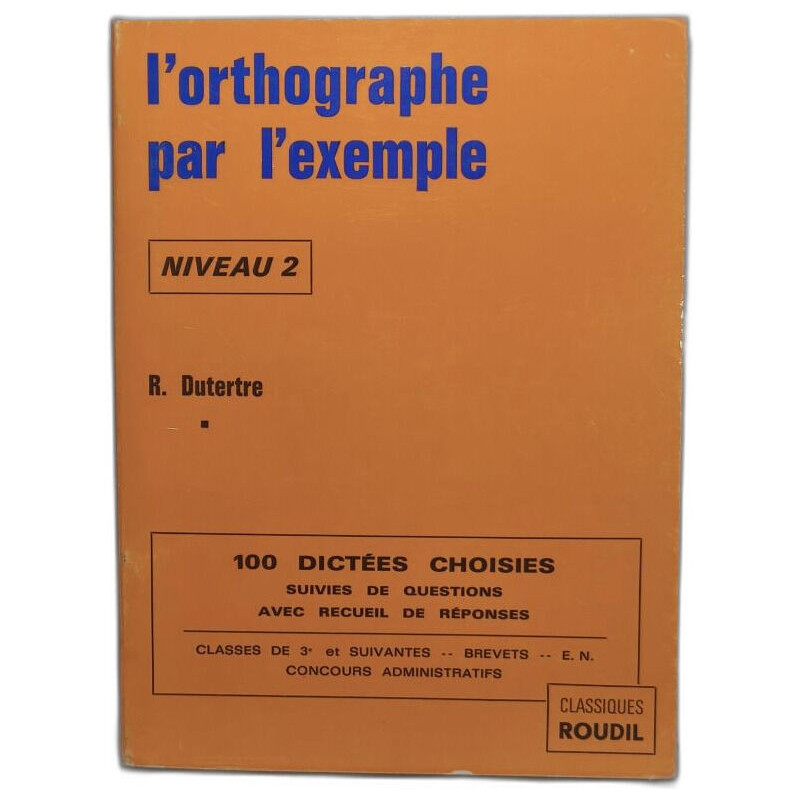 l'orthographe
par l'exemple
NIVEAU 2
R. Dutertre
100 DICTÉES CHOISIES
SUIVIES DE QUESTIONS
AVEC RECUEIL DE RÉPONSES
CLASSES DE 3e et SUIVANTES -- BREVETS -- E. N.
CONCOURS ADMINISTRATIFS
CLASSIQUES
ROUDIL